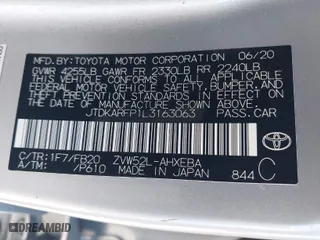 MFD. BY: TOYOTA MOTOR CORPORATION 06/20
GVWR 4255LB GAWR FR 2330LB RR 2240LB
THIS VEHICLE CONFORMS TO ALL APPLICABLE
FEDERAL MOTOR VEHICLE SAFETY, BUMPER, AND
THEFT PREVENTION STANDARDS IN EFFECT ON
THE DATE OF MANUFACTURE SHOWN ABOVE.
JTDKARFP1L3163063 PASS.CAR
C/TR: 1F7/FB20 ZVW52L-AHXEBA
A/TM: /P610 MADE IN JAPAN 844 C
TOYOTA